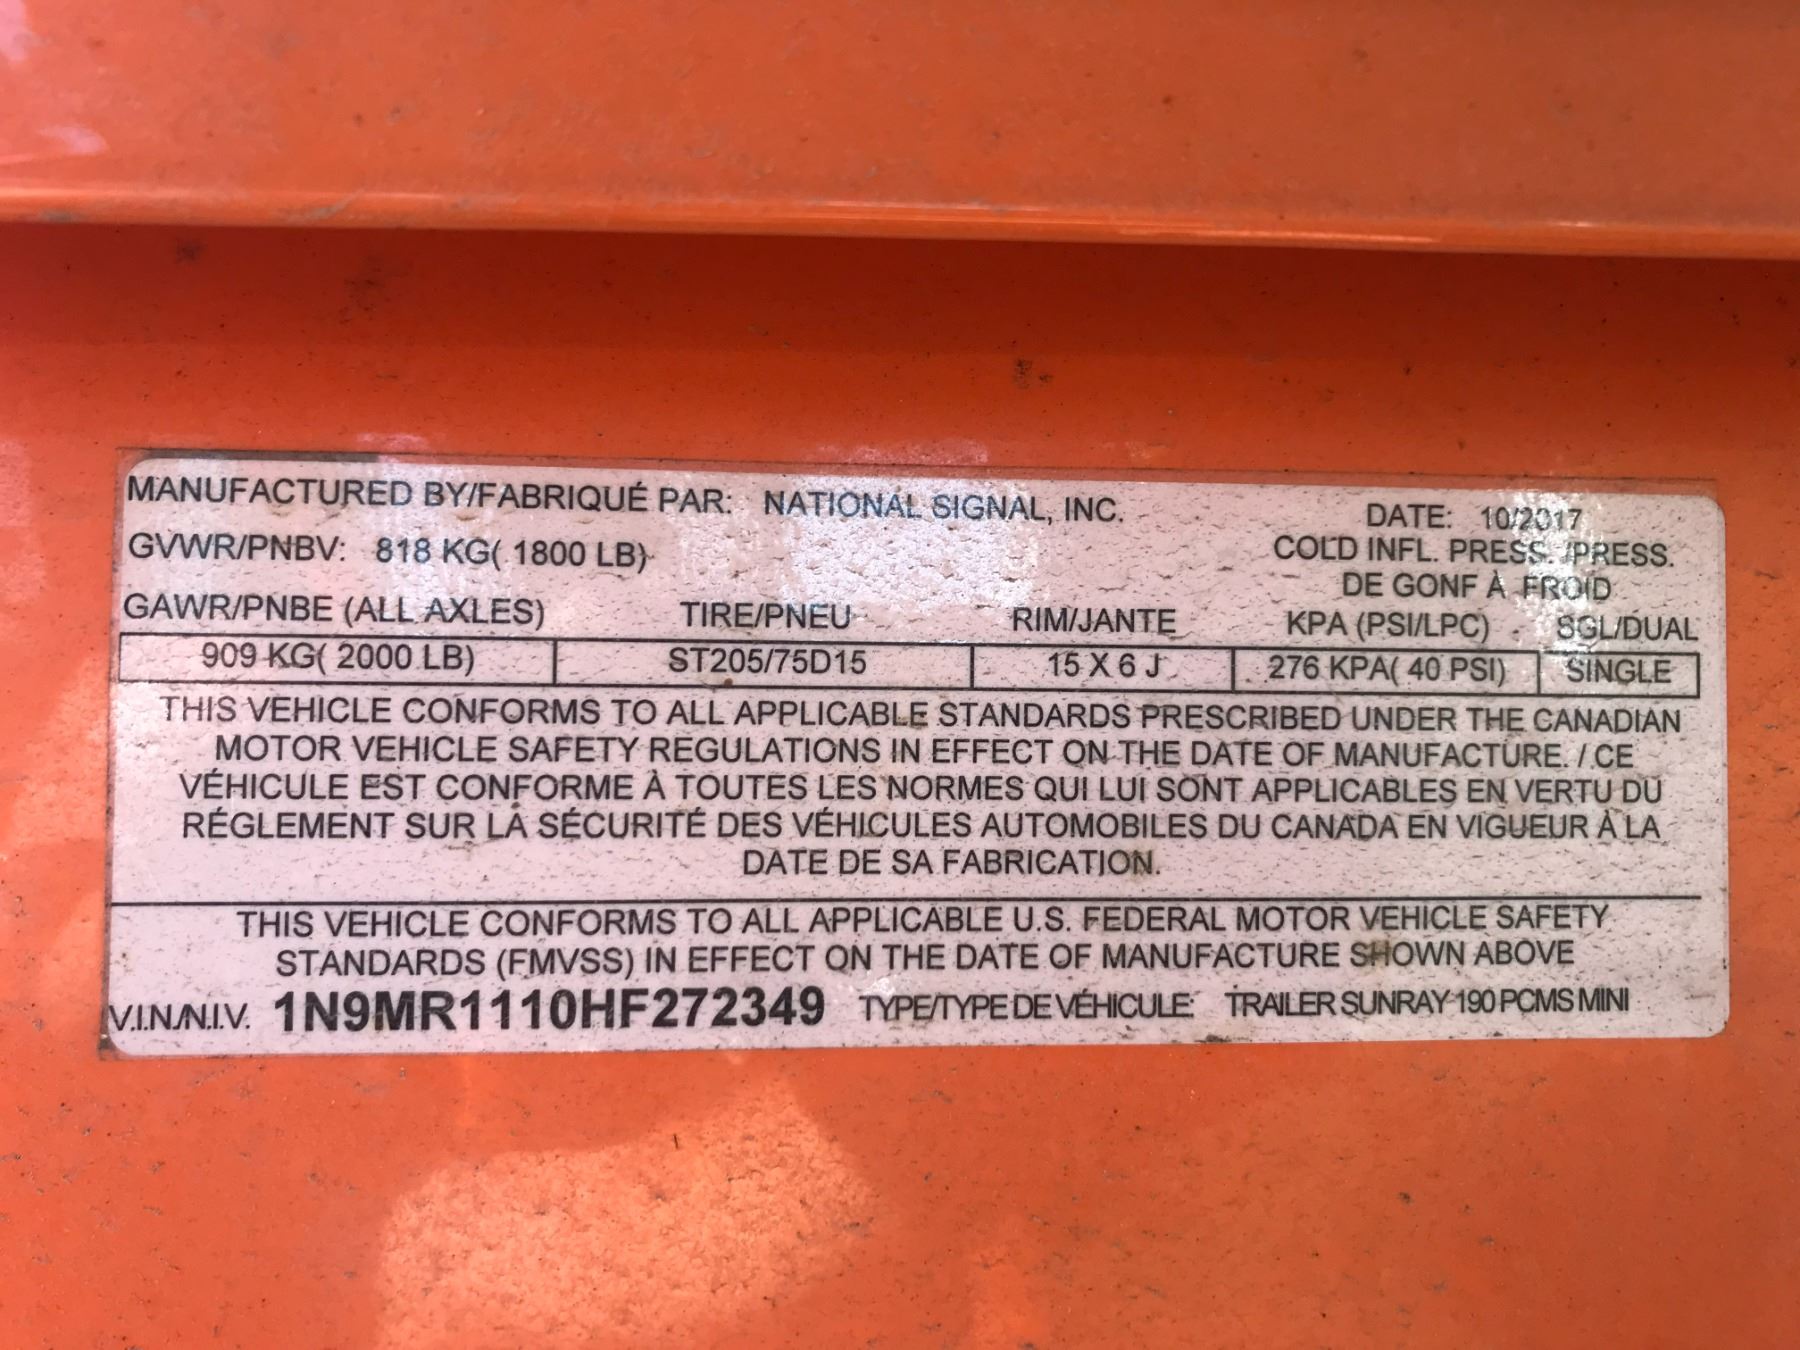 MANUFACTURED BY/FABRIQUÉ PAR: NATIONAL SIGNAL, INC.
DATE: 10/2017
GVWR/PNBV: 818 KG( 1800 LB)
COLD INFL. PRESS. /PRESS.
DE GONF À FROID
GAWR/PNBE (ALL AXLES) TIRE/PNEU RIM/JANTE KPA (PSI/LPC) SGL/DUAL
909 KG( 2000 LB) ST205/75D15 15 X 6 J 276 KPA( 40 PSI) SINGLE
THIS VEHICLE CONFORMS TO ALL APPLICABLE STANDARDS PRESCRIBED UNDER THE CANADIAN
MOTOR VEHICLE SAFETY REGULATIONS IN EFFECT ON THE DATE OF MANUFACTURE. / CE
VÉHICULE EST CONFORME À TOUTES LES NORMES QUI LUI SONT APPLICABLES EN VERTU DU
RÉGLEMENT SUR LA SÉCURITÉ DES VÉHICULES AUTOMOBILES DU CANADA EN VIGUEUR À LA
DATE DE SA FABRICATION.
THIS VEHICLE CONFORMS TO ALL APPLICABLE U.S. FEDERAL MOTOR VEHICLE SAFETY
STANDARDS (FMVSS) IN EFFECT ON THE DATE OF MANUFACTURE SHOWN ABOVE
V.I.N./N.I.V. 1N9MR1110HF272349 TYPE/TYPE DE VÉHICULE: TRAILER SUNRAY 190 PCMS MINI